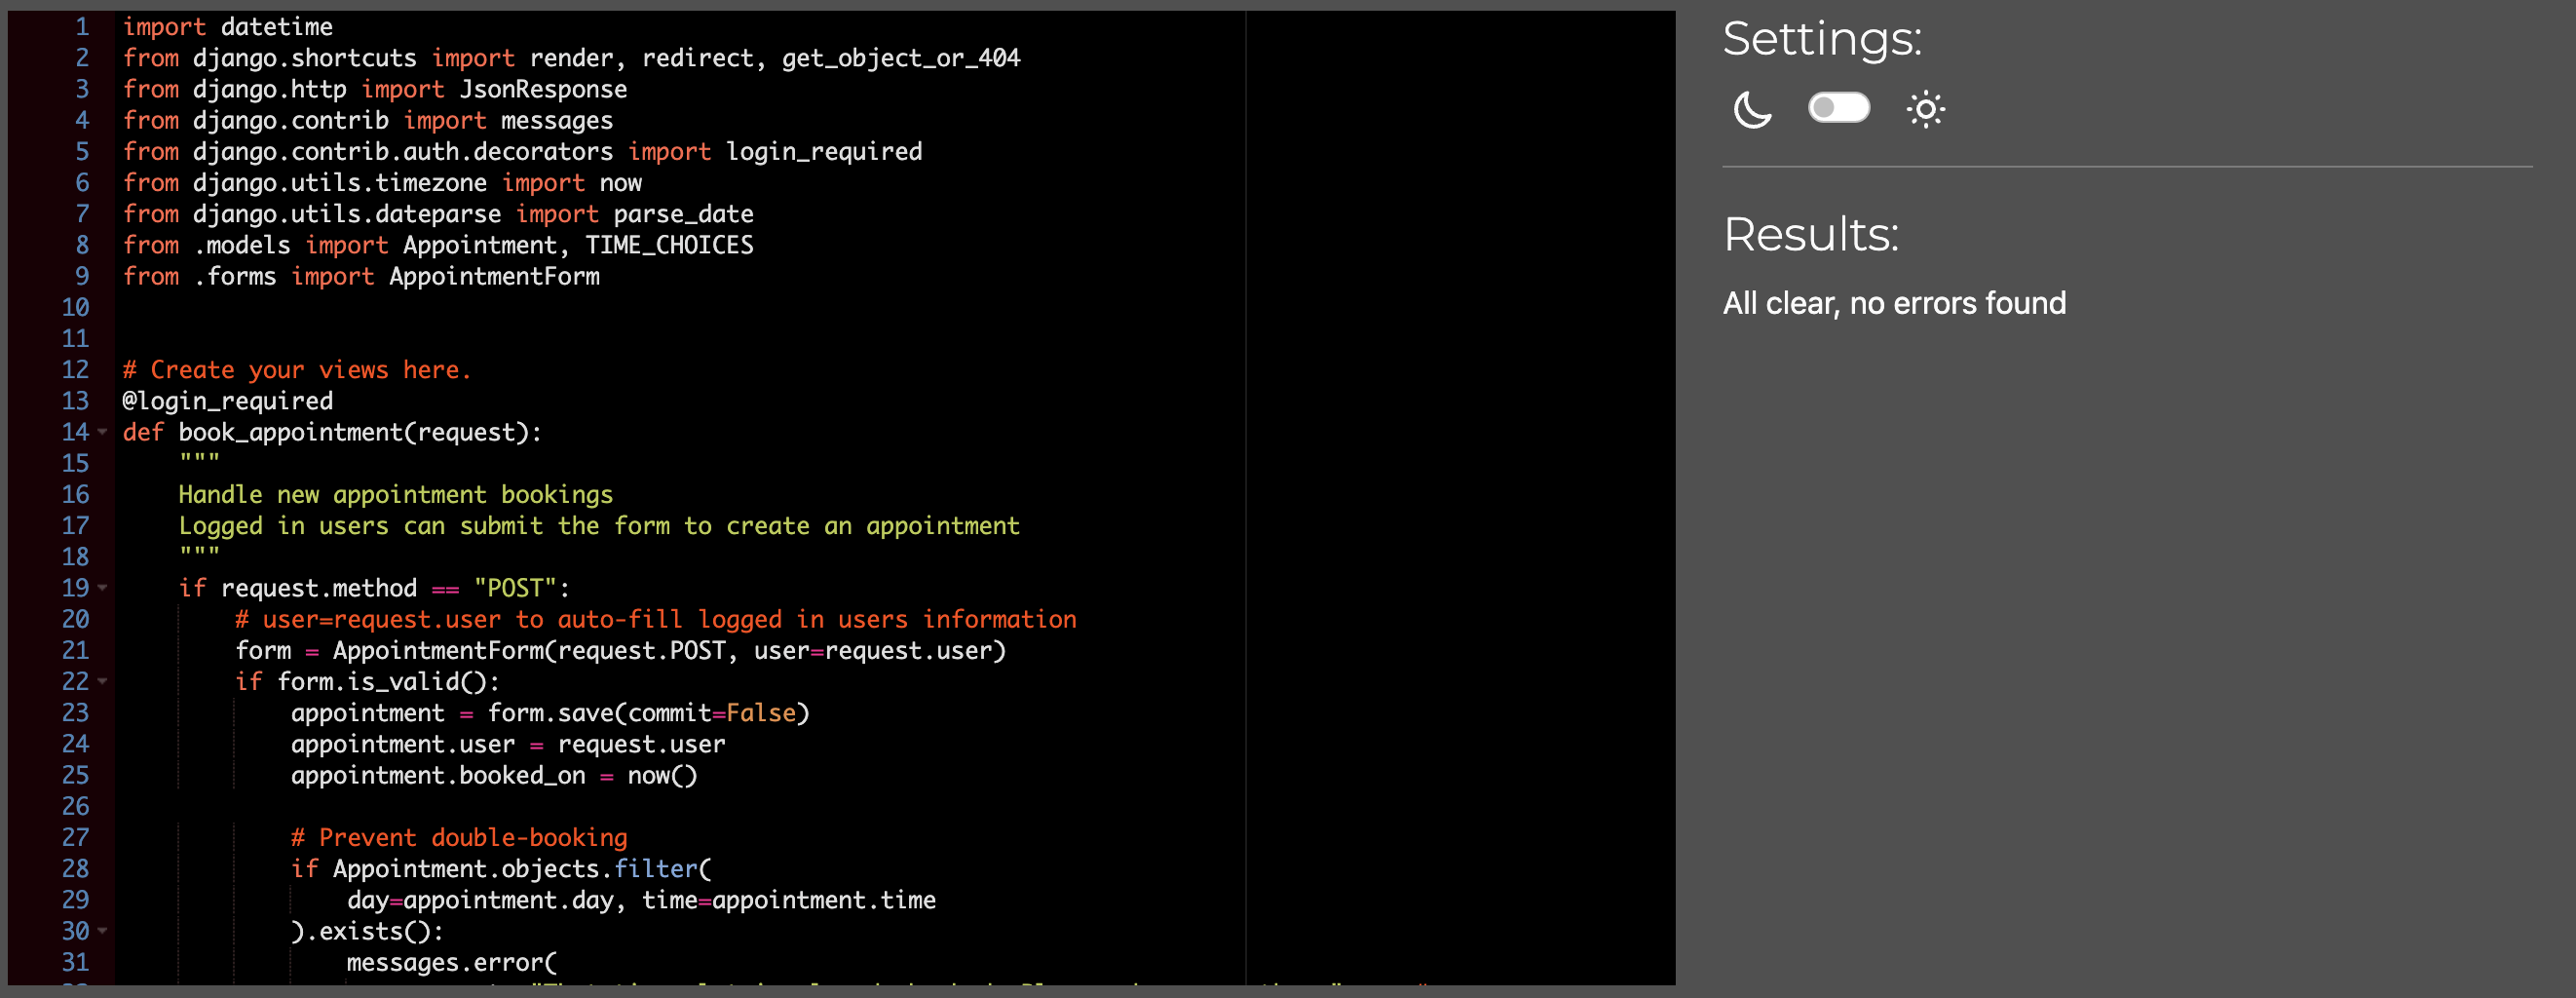 1 import datetime
2 from django.shortcuts import render, redirect, get_object_or_404
3 from django.http import JsonResponse
4 from django.contrib import messages
5 from django.contrib.auth.decorators import login_required
6 from django.utils.timezone import now
7 from django.utils.dateparse import parse_date
8 from .models import Appointment, TIME_CHOICES
9 from .forms import AppointmentForm
10
11
12 # Create your views here.
13 @login_required
14 def book_appointment(request):
15     """
16     Handle new appointment bookings
17     Logged in users can submit the form to create an appointment
18     """
19     if request.method == "POST":
20         # user=request.user to auto-fill logged in users information
21         form = AppointmentForm(request.POST, user=request.user)
22         if form.is_valid():
23             appointment = form.save(commit=False)
24             appointment.user = request.user
25             appointment.booked_on = now()
26
27             # Prevent double-booking
28             if Appointment.objects.filter(
29                 day=appointment.day, time=appointment.time
30             ).exists():
31                 messages.error(
Settings:
Results:
All clear, no errors found